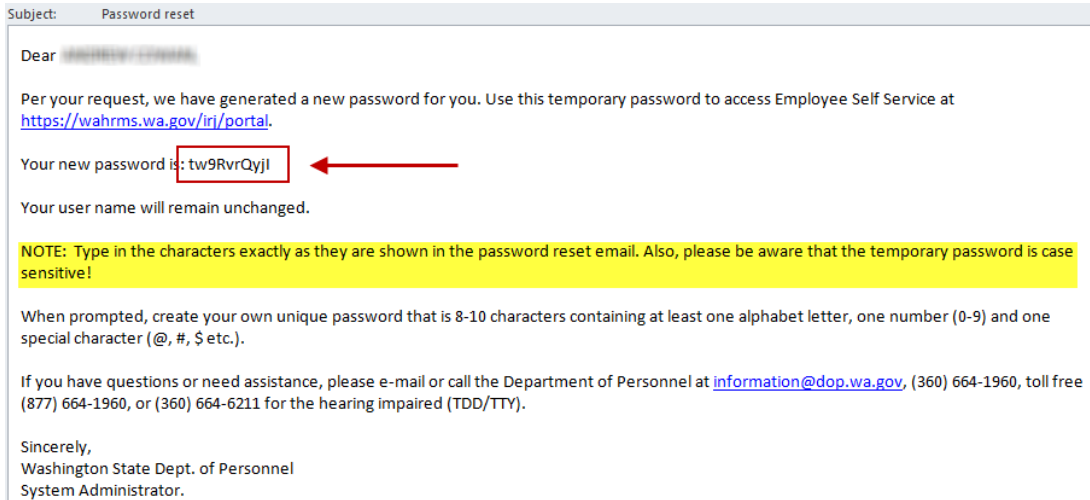 Subject: Password reset
Dear
Per your request, we have generated a new password for you. Use this temporary password to access Employee Self Service at
https://wahrms.wa.gov/irj/portal.
Your new password is: tw9RvrQyjI
Your user name will remain unchanged.
NOTE: Type in the characters exactly as they are shown in the password reset email. Also, please be aware that the temporary password is case
sensitive!
When prompted, create your own unique password that is 8-10 characters containing at least one alphabet letter, one number (0-9) and one
special character (@, #, $ etc.).
If you have questions or need assistance, please e-mail or call the Department of Personnel at information@dop.wa.gov, (360) 664-1960, toll free
(877) 664-1960, or (360) 664-6211 for the hearing impaired (TDD/TTY).
Sincerely,
Washington State Dept. of Personnel
System Administrator.